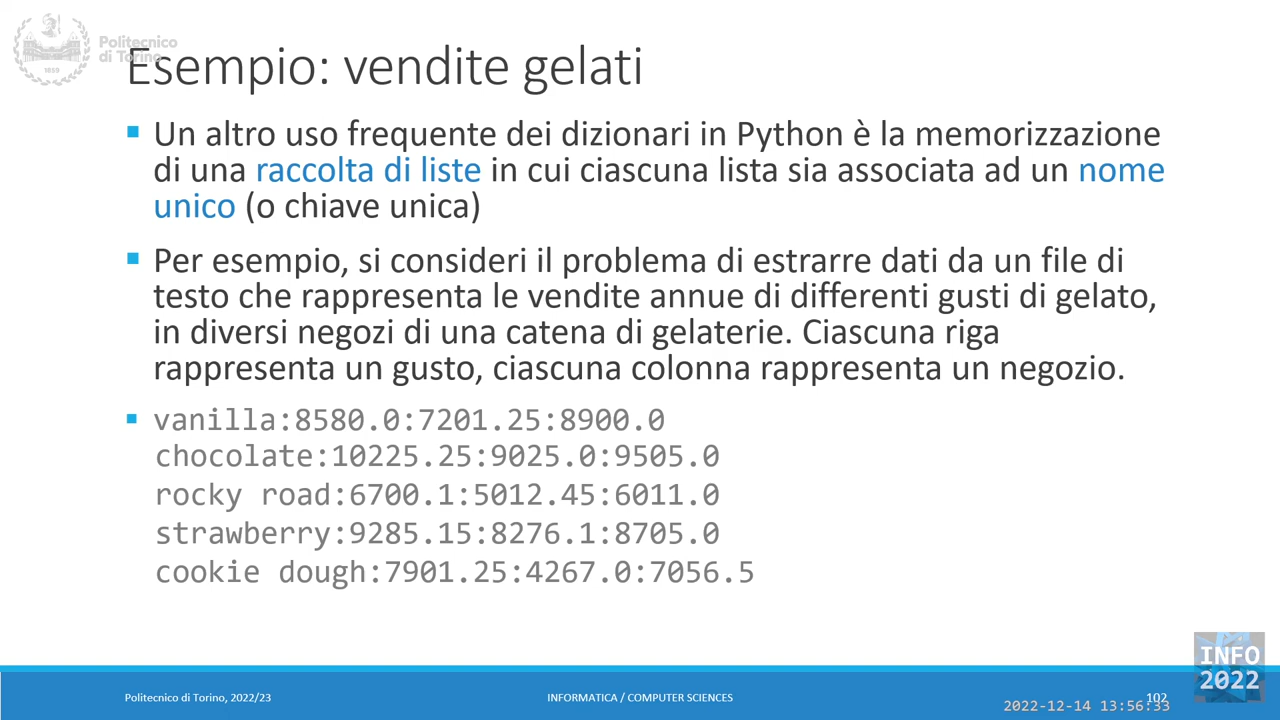 Politecnico
di Torino
1859
Esempio: vendite gelati
Un altro uso frequente dei dizionari in Python è la memorizzazione
di una raccolta di liste in cui ciascuna lista sia associata ad un nome
unico (o chiave unica)
Per esempio, si consideri il problema di estrarre dati da un file di
testo che rappresenta le vendite annue di differenti gusti di gelato,
in diversi negozi di una catena di gelaterie. Ciascuna riga
rappresenta un gusto, ciascuna colonna rappresenta un negozio.
vanilla:8580.0:7201.25:8900.0
chocolate:10225.25:9025.0:9505.0
rocky road:6700.1:5012.45:6011.0
strawberry:9285.15:8276.1:8705.0
cookie dough:7901.25:4267.0:7056.5
INFO
2022
Politecnico di Torino, 2022/23
INFORMATICA / COMPUTER SCIENCES
102
2022-12-14 13:56:33